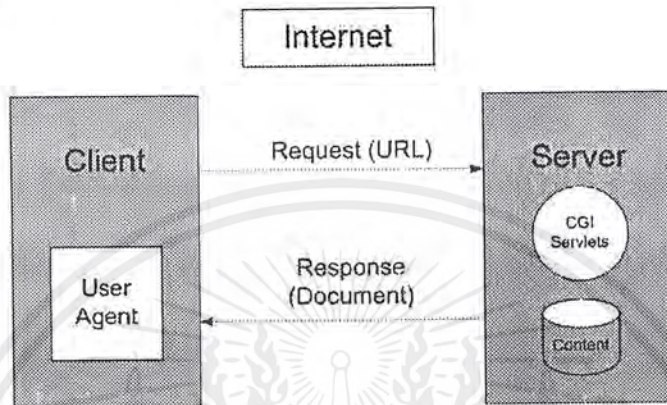 Internet
Client
Request (URL)
Server
CGI
Servlets
User
Agent
Response
(Document)
Content